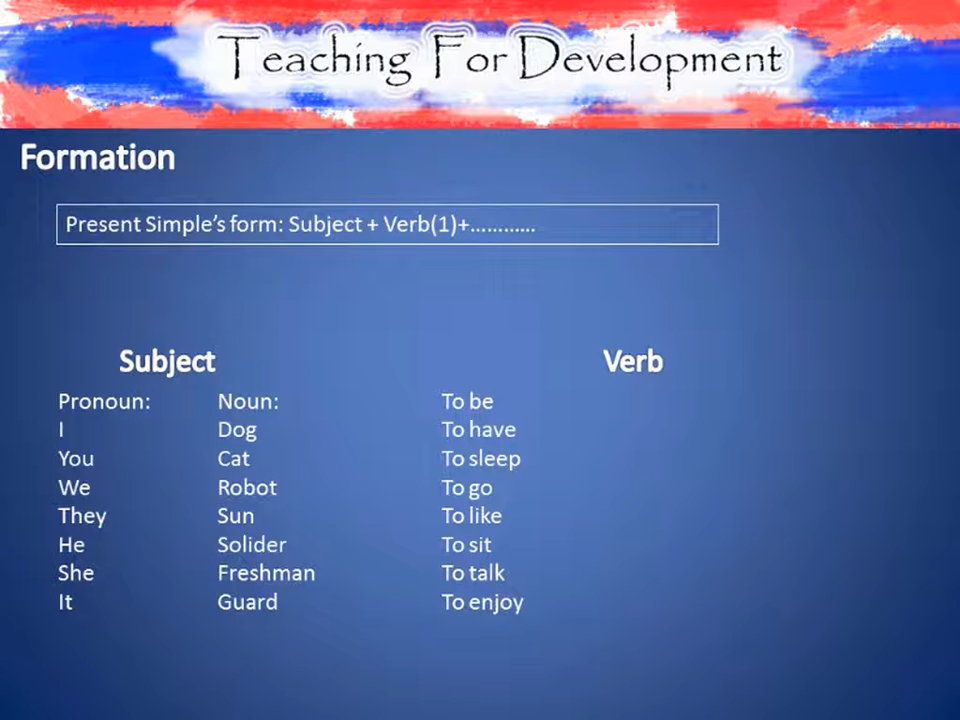 Teaching For Development
Formation
Present Simple's form: Subject + Verb(1)+............
Subject Verb
Pronoun: Noun: To be
I Dog To have
You Cat To sleep
We Robot To go
They Sun To like
He Solider To sit
She Freshman To talk
It Guard To enjoy